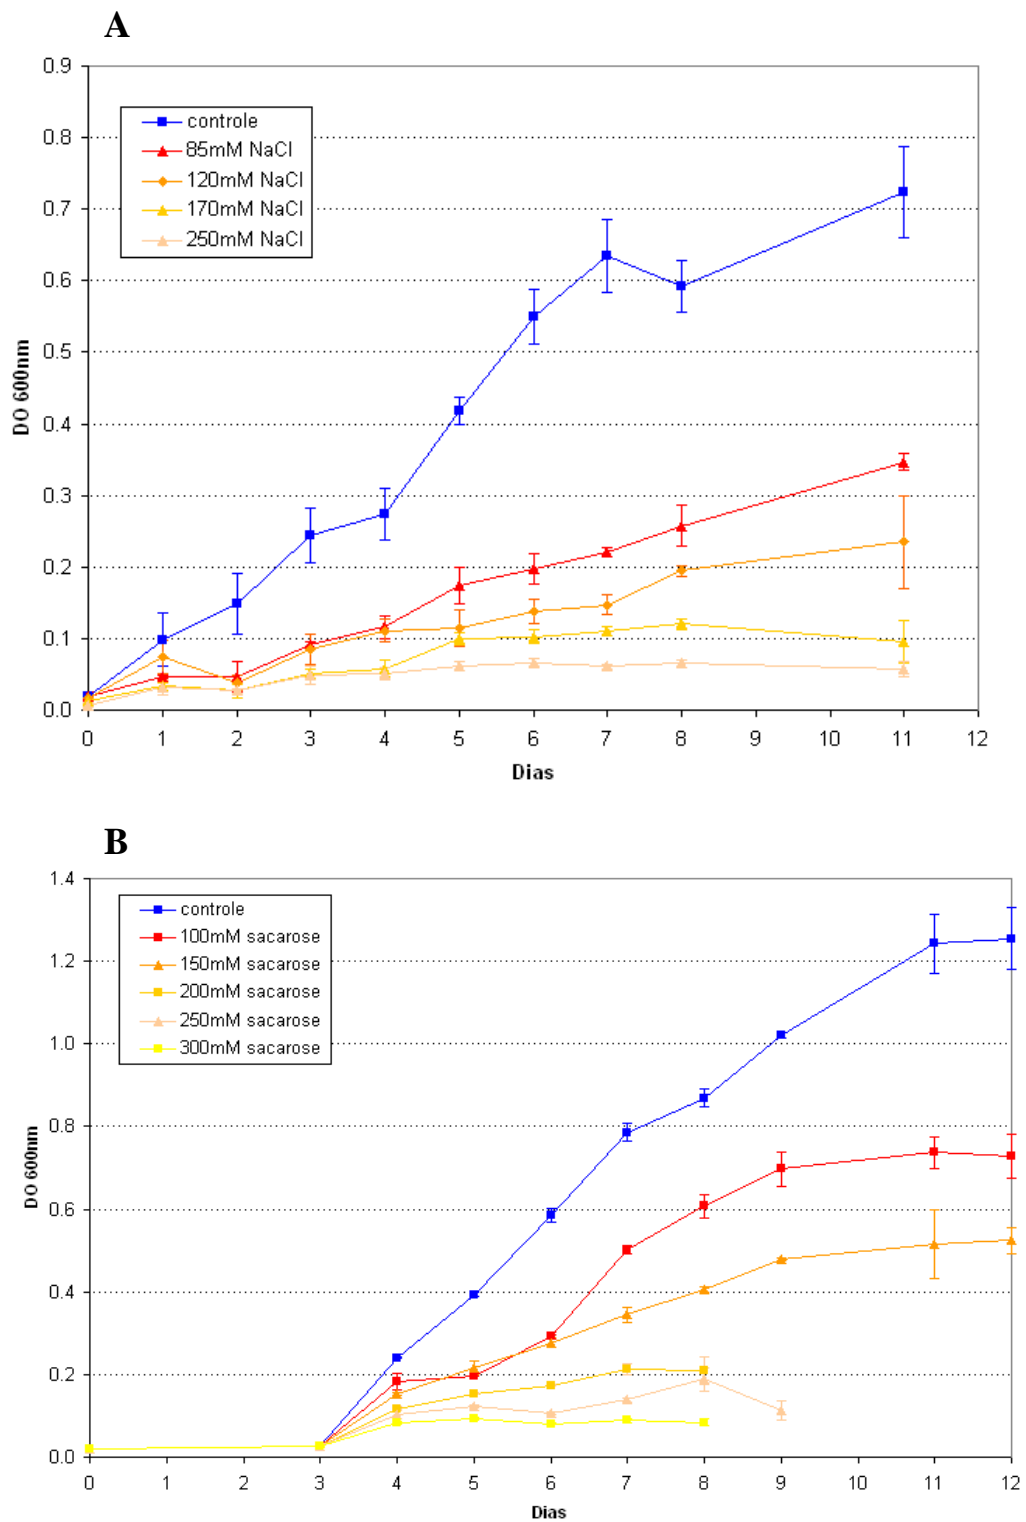 A
0.9
0.8
0.7
0.6
0.5
0.4
0.3
0.2
0.1
0.0
DO 600nm
controle
85mM NaCl
120mM NaCl
170mM NaCl
250mM NaCl
0 1 2 3 4 5 6 7 8 9 10 11 12
Dias
B
1.4
1.2
1.0
0.8
0.6
0.4
0.2
0.0
DO 600nm
controle
100mM sacarose
150mM sacarose
200mM sacarose
250mM sacarose
300mM sacarose
0 1 2 3 4 5 6 7 8 9 10 11 12
Dias